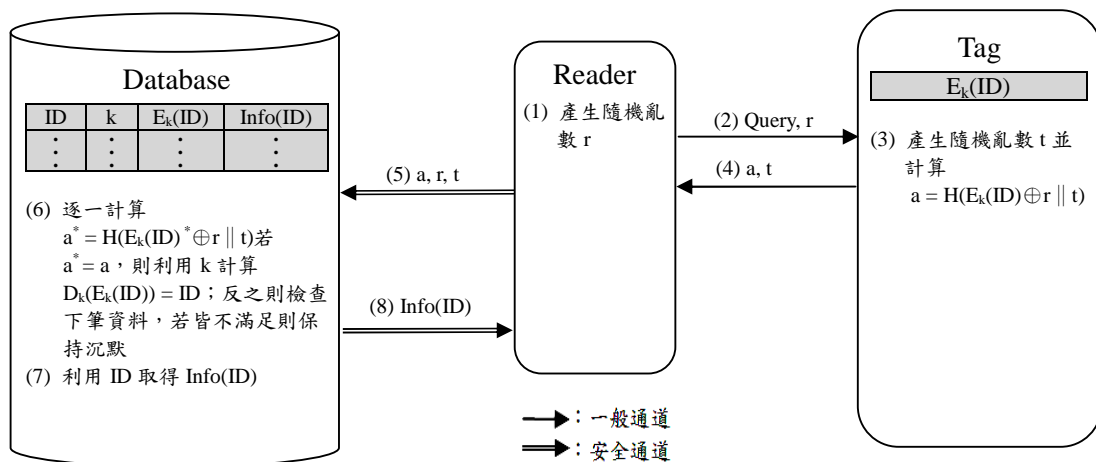 Database
ID k Eₖ(ID) Info(ID)
⋮ ⋮ ⋮ ⋮
(6) 逐一計算
a* = H(Eₖ(ID)*⊕r || t)若
a* = a，則利用 k 計算
Dₖ(Eₖ(ID)) = ID；反之則檢查
下筆資料，若皆不滿足則保
持沉默
(7) 利用 ID 取得 Info(ID)
(5) a, r, t
(8) Info(ID)
Reader
(1) 產生隨機亂
數 r
(2) Query, r
(4) a, t
Tag
Eₖ(ID)
(3) 產生隨機亂數 t 並
計算
a = H(Eₖ(ID)⊕r || t)
：一般通道
：安全通道